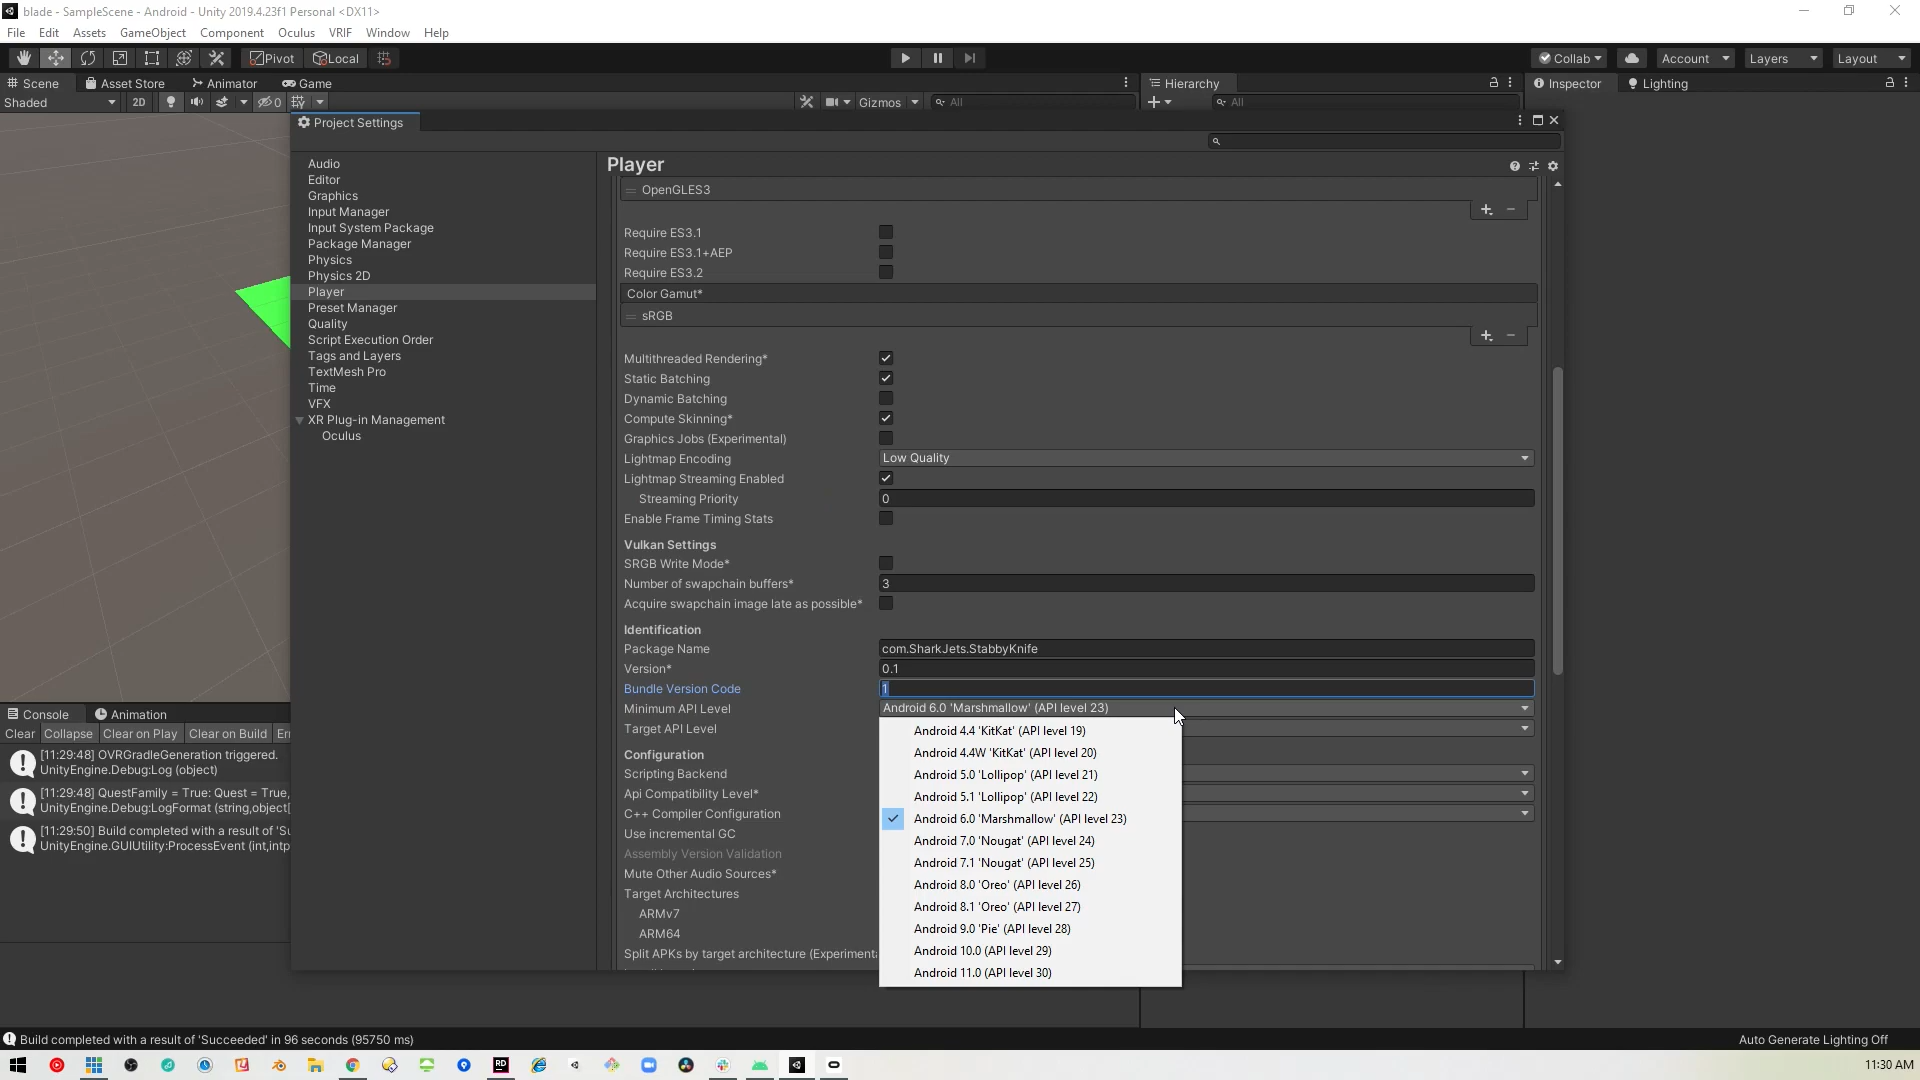 blade - SampleScene - Android - Unity 2019.4.23f1 Personal <DX11>
File Edit Assets GameObject Component Oculus VRIF Window Help
Pivot Local Collab Account Layers Layout
Scene Asset Store Animator Game Hierarchy Inspector Lighting
Shaded 2D 0 Gizmos All All
Project Settings
Audio
Editor
Graphics
Input Manager
Input System Package
Package Manager
Physics
Physics 2D
Player
Preset Manager
Quality
Script Execution Order
Tags and Layers
TextMesh Pro
Time
VFX
XR Plug-in Management
Oculus
Player
OpenGLES3
Require ES3.1
Require ES3.1+AEP
Require ES3.2
Color Gamut*
sRGB
Multithreaded Rendering*
Static Batching
Dynamic Batching
Compute Skinning*
Graphics Jobs (Experimental)
Lightmap Encoding Low Quality
Lightmap Streaming Enabled
Streaming Priority 0
Enable Frame Timing Stats
Vulkan Settings
SRGB Write Mode*
Number of swapchain buffers* 3
Acquire swapchain image late as possible*
Identification
Package Name com.SharkJets.StabbyKnife
Version* 0.1
Bundle Version Code 1
Minimum API Level Android 6.0 'Marshmallow' (API level 23)
Target API Level
Configuration
Scripting Backend
Api Compatibility Level*
C++ Compiler Configuration
Use incremental GC
Assembly Version Validation
Mute Other Audio Sources*
Target Architectures
ARMv7
ARM64
Split APKs by target architecture (Experiment
Android 4.4 'KitKat' (API level 19)
Android 4.4W 'KitKat' (API level 20)
Android 5.0 'Lollipop' (API level 21)
Android 5.1 'Lollipop' (API level 22)
Android 6.0 'Marshmallow' (API level 23)
Android 7.0 'Nougat' (API level 24)
Android 7.1 'Nougat' (API level 25)
Android 8.0 'Oreo' (API level 26)
Android 8.1 'Oreo' (API level 27)
Android 9.0 'Pie' (API level 28)
Android 10.0 (API level 29)
Android 11.0 (API level 30)
Console Animation
Clear Collapse Clear on Play Clear on Build Er
[11:29:48] OVRGradleGeneration triggered.
UnityEngine.Debug:Log (object)
[11:29:48] QuestFamily = True: Quest = True,
UnityEngine.Debug:LogFormat (string,object[
[11:29:50] Build completed with a result of 'Su
UnityEngine.GUIUtility:ProcessEvent (int,intp
Build completed with a result of 'Succeeded' in 96 seconds (95750 ms)
Auto Generate Lighting Off
RD
11:30 AM